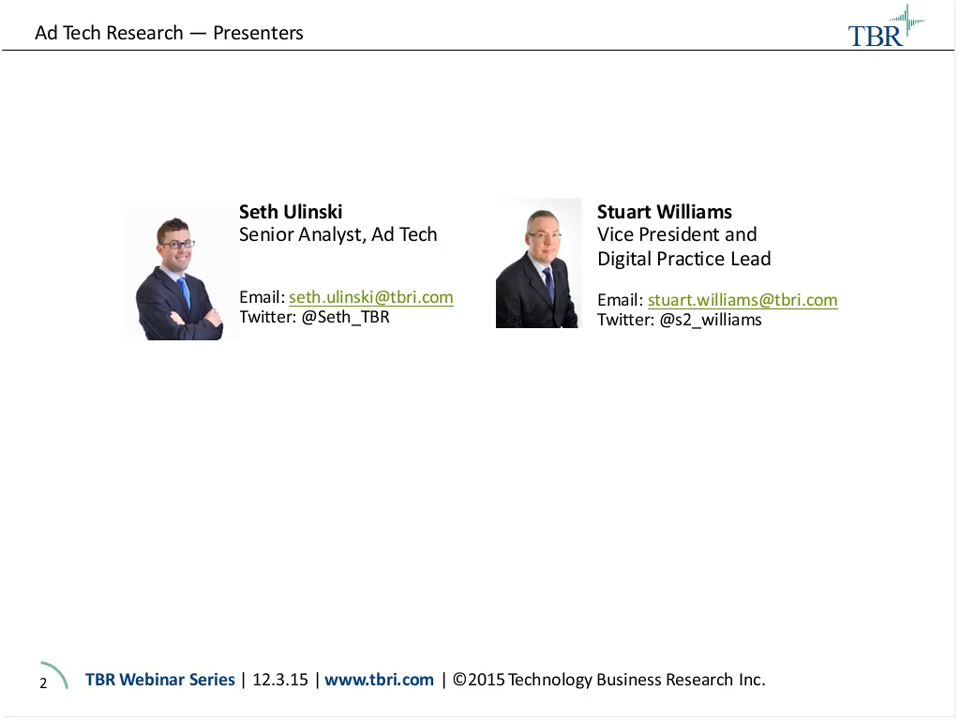 Ad Tech Research — Presenters
TBR
Seth Ulinski
Senior Analyst, Ad Tech
Email: seth.ulinski@tbri.com
Twitter: @Seth_TBR
Stuart Williams
Vice President and
Digital Practice Lead
Email: stuart.williams@tbri.com
Twitter: @s2_williams
2
TBR Webinar Series | 12.3.15 | www.tbri.com | ©2015 Technology Business Research Inc.